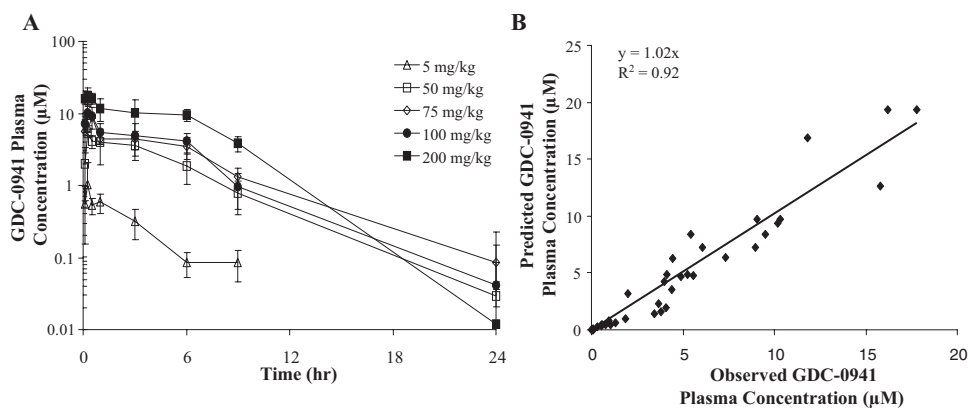 A
GDC-0941 Plasma
Concentration (µM)
100
10
1
0.1
0.01
0
6
12
18
24
Time (hr)
5 mg/kg
50 mg/kg
75 mg/kg
100 mg/kg
200 mg/kg
B
Predicted GDC-0941
Plasma Concentration (µM)
y = 1.02x
R² = 0.92
25
20
15
10
5
0
0
5
10
15
20
Observed GDC-0941
Plasma Concentration (µM)